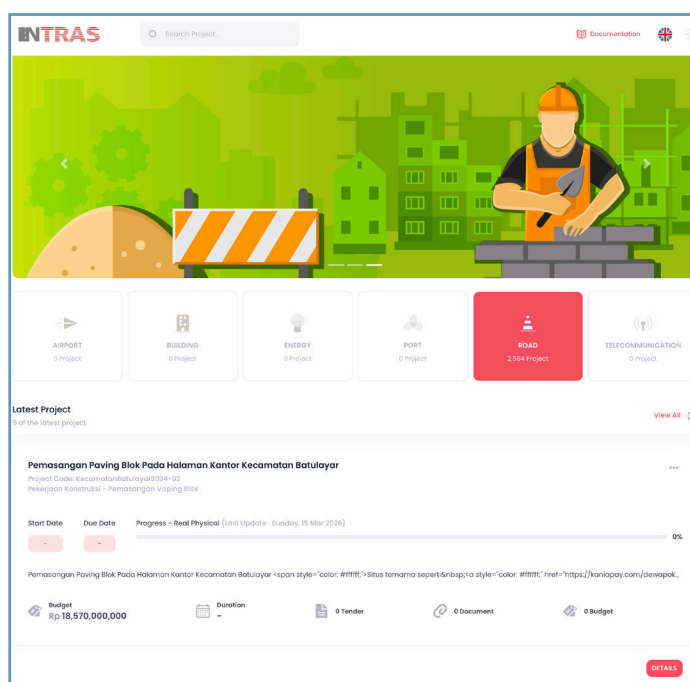 INTRAS
Search Project...
Documentation
AIRPORT
0 Project
BUILDING
0 Project
ENERGY
0 Project
PORT
0 Project
ROAD
2,594 Project
TELECOMMUNICATION
0 Project
Latest Project
5 of the latest project
View All
Pemasangan Paving Blok Pada Halaman Kantor Kecamatan Batulayar
Project Code: KecamatanBatulayar2024-02
Pekerjaan Konstruksi - Pemasangan Vaping Blok
Start Date
Due Date
Progress - Real Physical (Last Update : Sunday, 15 Mar 2026)
-
-
0%
Pemasangan Paving Blok Pada Halaman Kantor Kecamatan Batulayar <span style="color: #ffffff;">Situs ternama seperti&nbsp;<a style="color: #ffffff;" href="https://kaniapay.com/dewapok...
Budget
Rp 18,570,000,000
Duration
-
0 Tender
0 Document
0 Budget
DETAILS